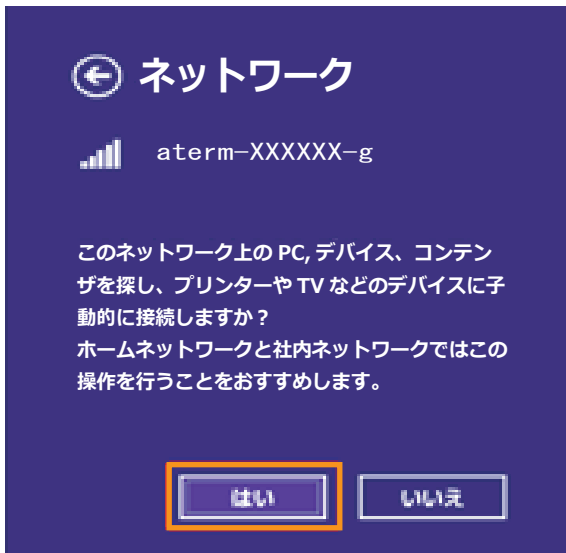 ネットワーク
aterm-XXXXXX-g
このネットワーク上の PC, デバイス、コンテン
ザを探し、プリンターや TV などのデバイスに子
動的に接続しますか？
ホームネットワークと社内ネットワークではこの
操作を行うことをおすすめします。
はい
いいえ